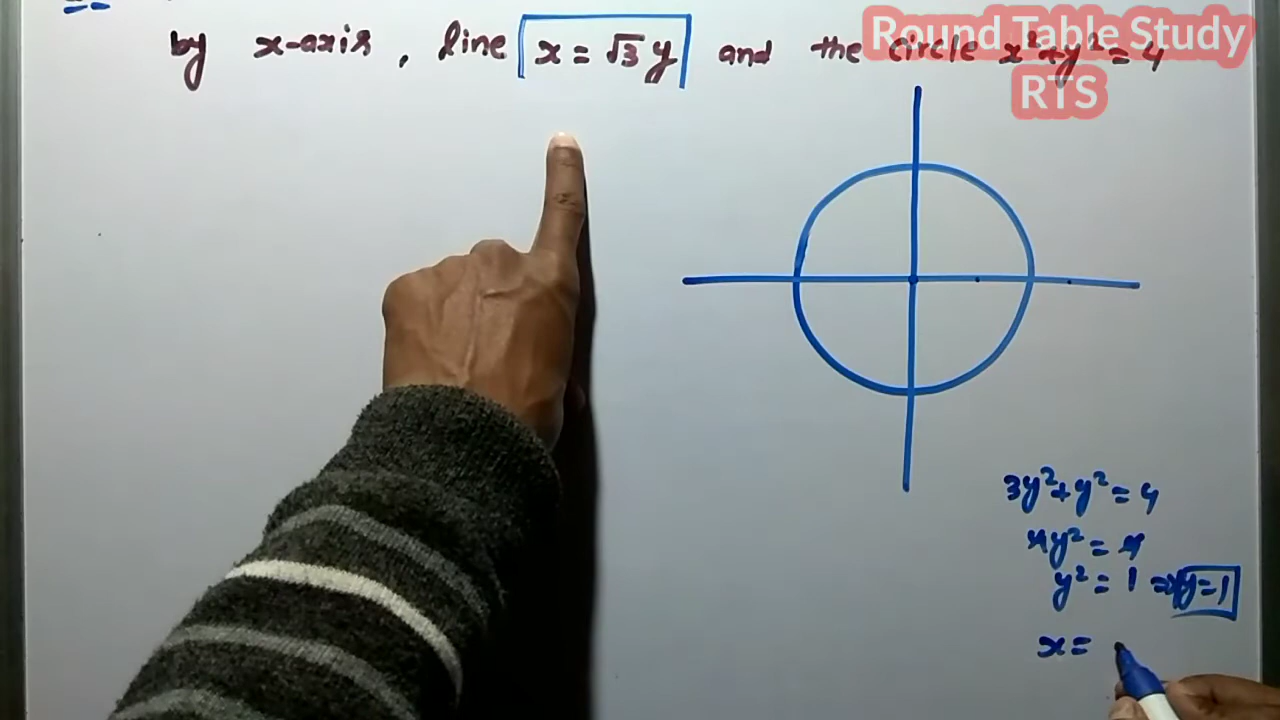 by x-axis, line x = √3 y and the circle x² + y² = 4
Round Table Study
RTS
3y² + y² = 4
4y² = 4
y² = 1 ⇒ y = 1
x =